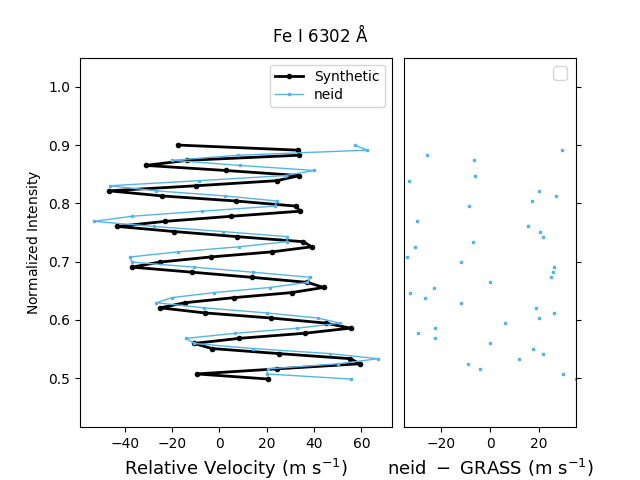 Fe I 6302 Å
Synthetic
neid
Normalized Intensity
1.0
0.9
0.8
0.7
0.6
0.5
−40 −20 0 20 40 60
−20 0 20
Relative Velocity (m s⁻¹)
neid − GRASS (m s⁻¹)